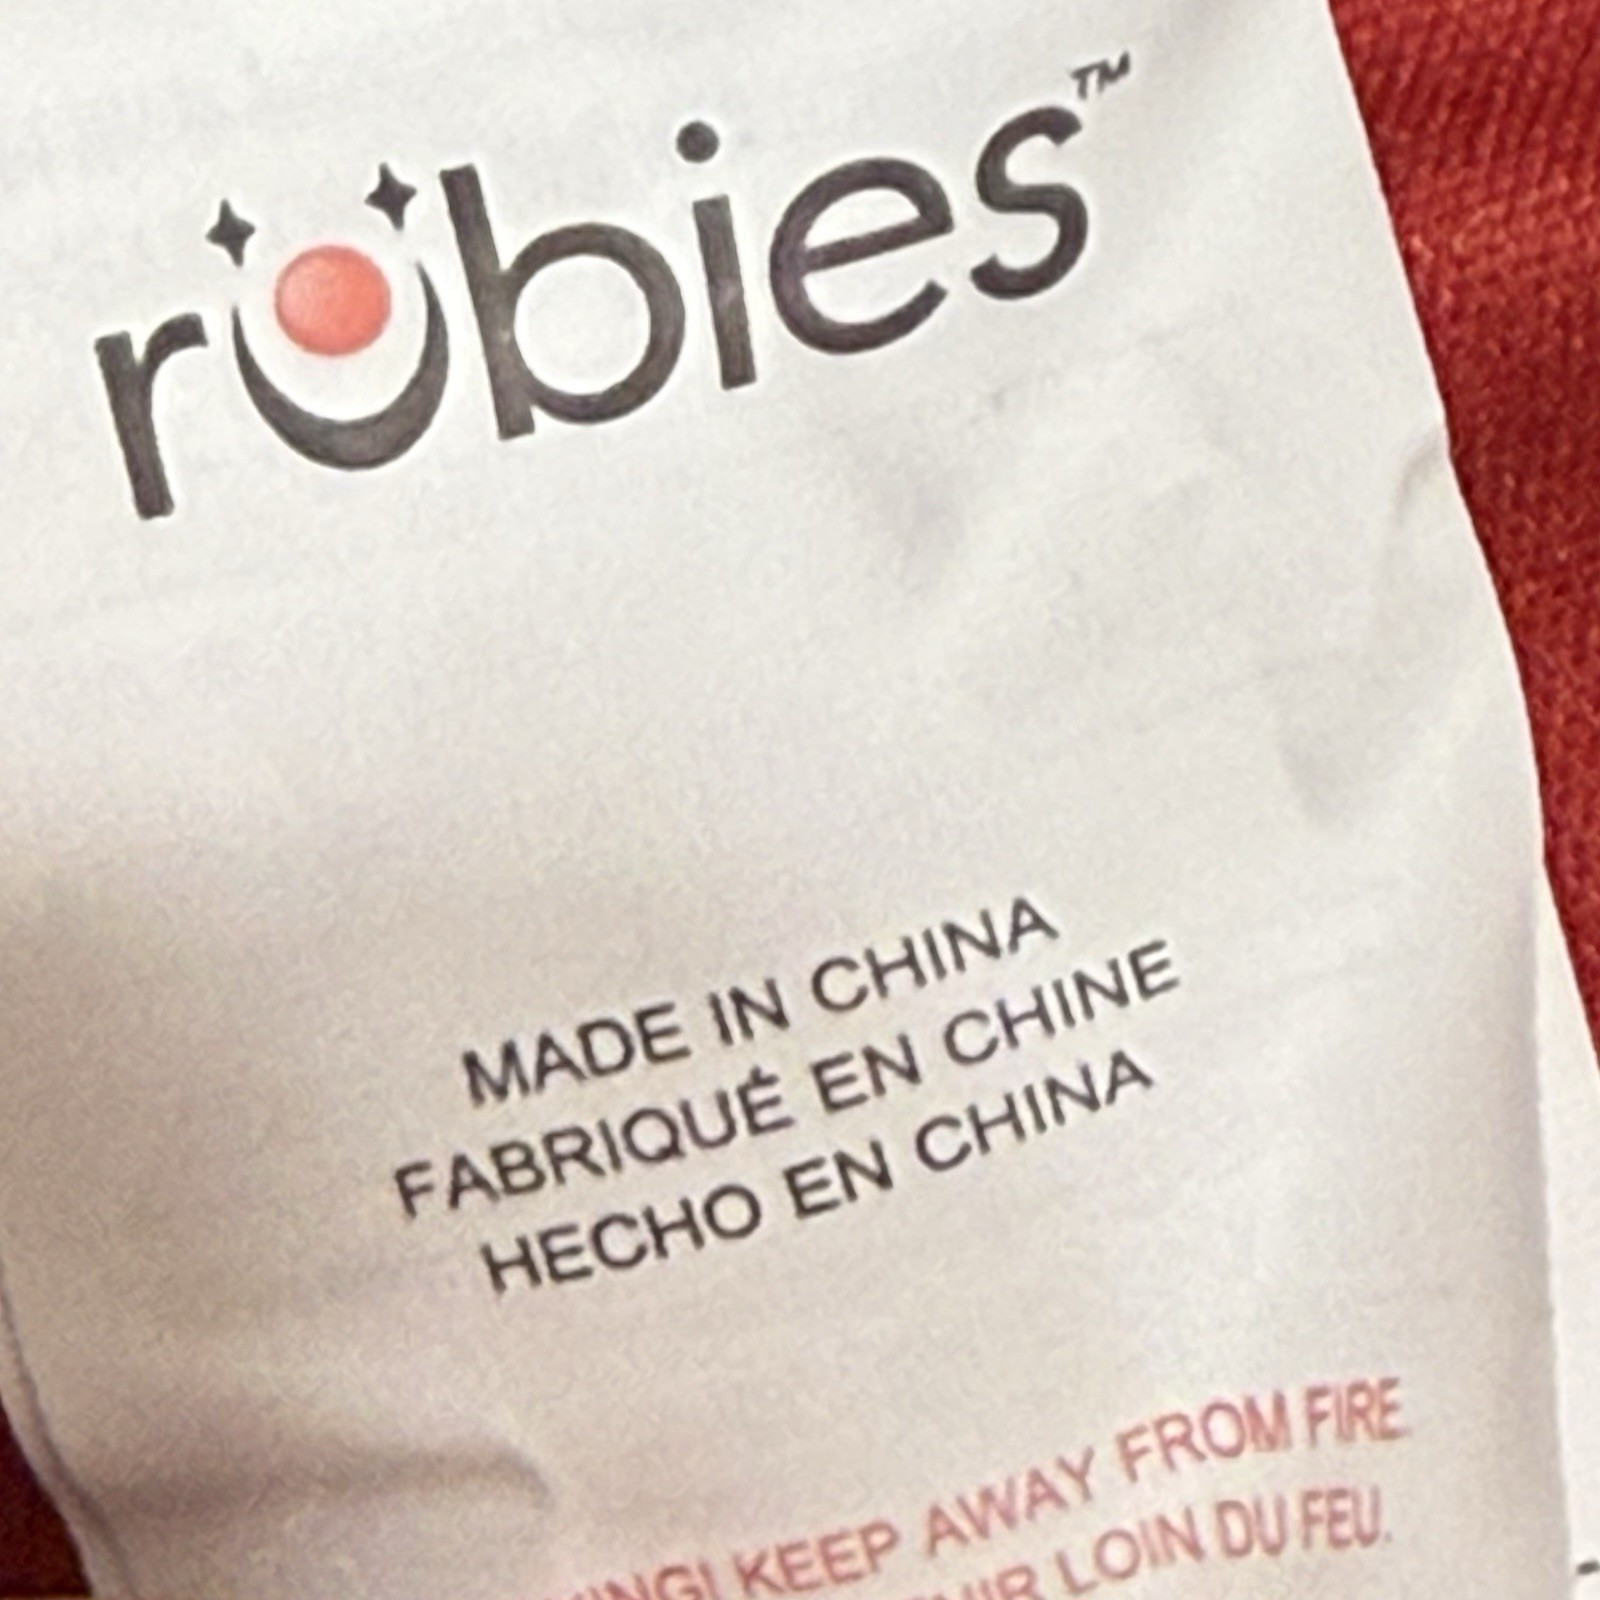 rubies™
MADE IN CHINA
FABRIQUÉ EN CHINE
HECHO EN CHINA
KEEP AWAY FROM FIRE
LOIN DU FEU.